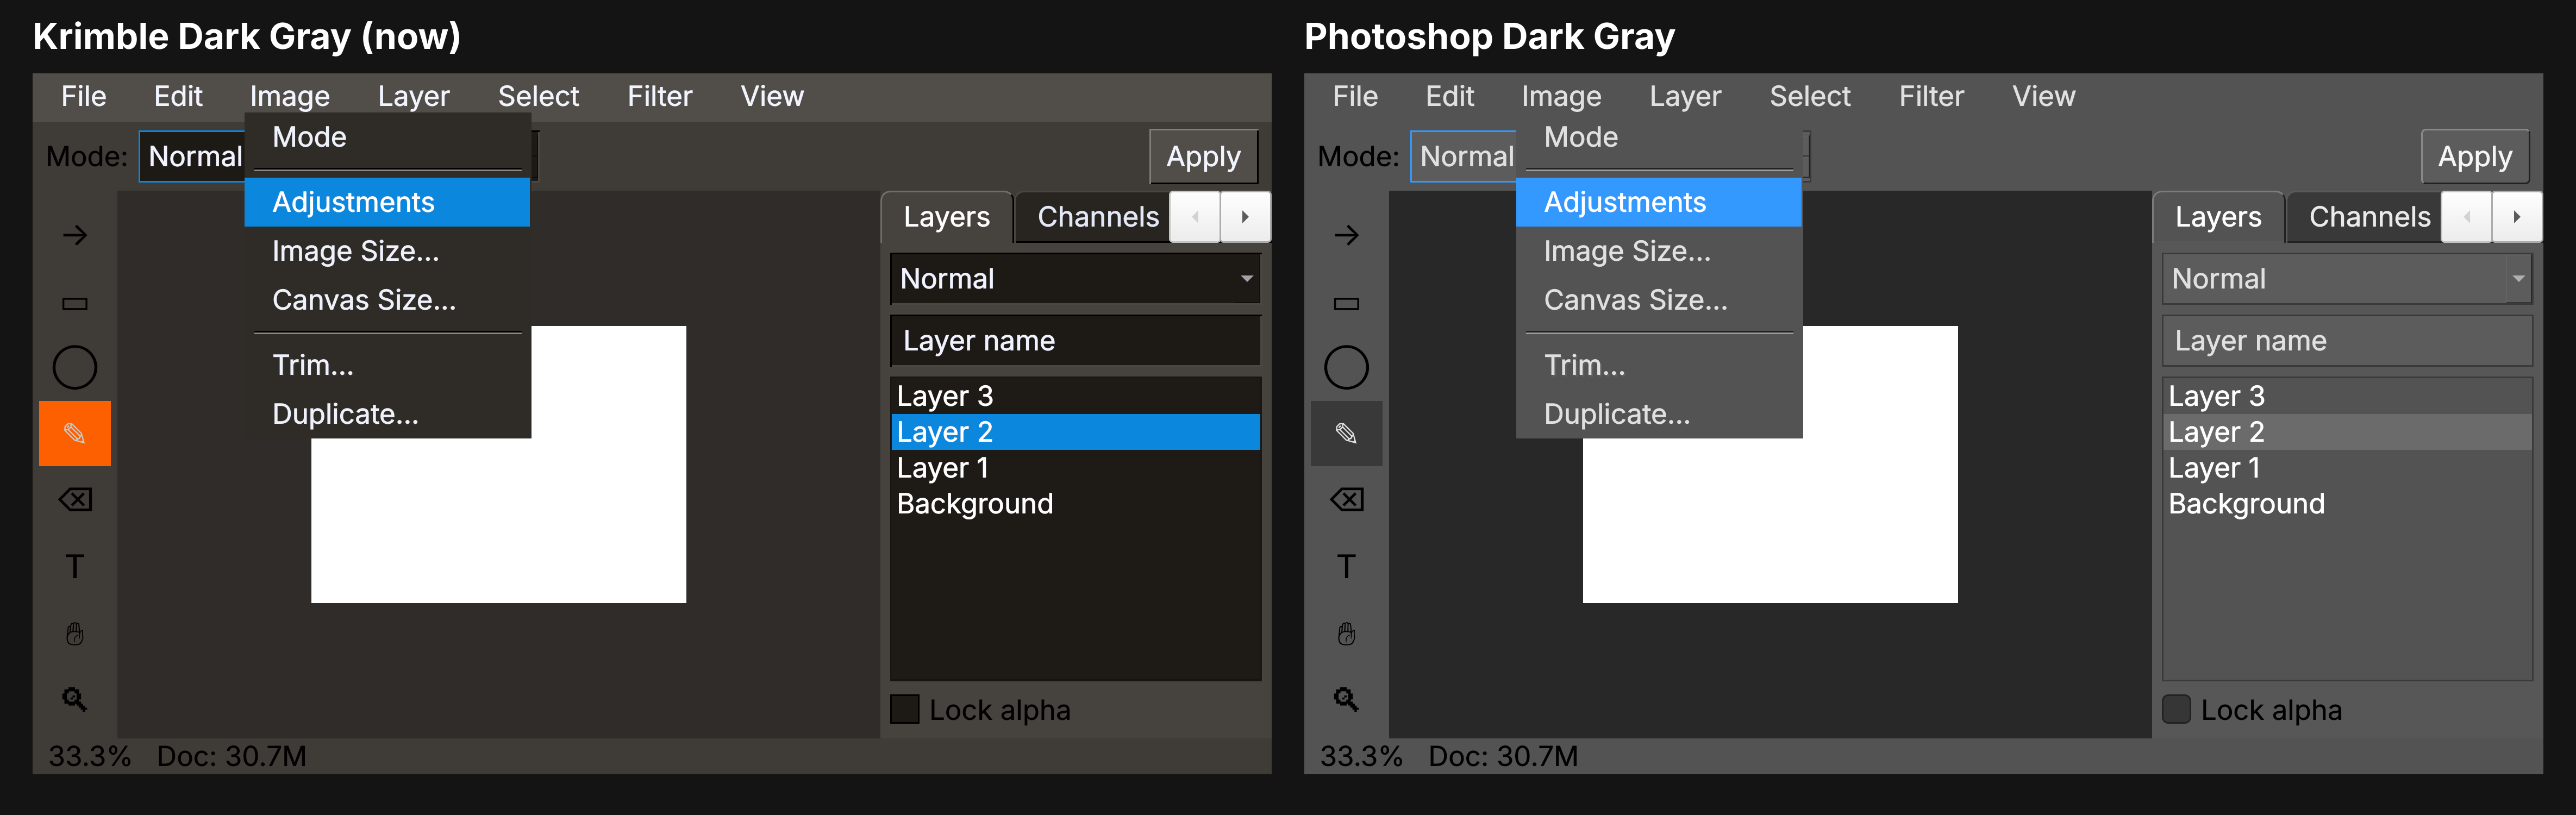 Krimble Dark Gray (now)
File Edit Image Layer Select Filter View
Mode: Normal
Apply
Mode
Adjustments
Image Size...
Canvas Size...
Trim...
Duplicate...
T
Layers Channels
Normal
Layer name
Layer 3
Layer 2
Layer 1
Background
Lock alpha
33.3% Doc: 30.7M
Photoshop Dark Gray
File Edit Image Layer Select Filter View
Mode: Normal
Apply
Mode
Adjustments
Image Size...
Canvas Size...
Trim...
Duplicate...
T
Layers Channels
Normal
Layer name
Layer 3
Layer 2
Layer 1
Background
Lock alpha
33.3% Doc: 30.7M